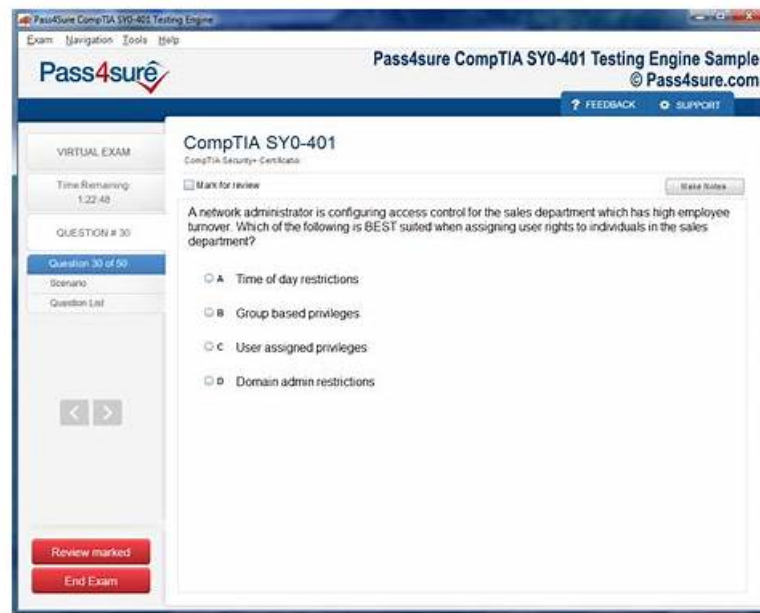 Pass4Sure CompTIA SY0-401 Testing Engine
Exam Navigation Tools Help
Pass4sure
Pass4sure CompTIA SY0-401 Testing Engine Sample
© Pass4sure.com
? FEEDBACK
SUPPORT
VIRTUAL EXAM
Time Remaining:
1:22:48
QUESTION # 30
Question 30 of 50
Scenario
Question List
Review marked
End Exam
CompTIA SY0-401
CompTIA Security+ Certificatio
Mark for review
Make Notes
A network administrator is configuring access control for the sales department which has high employee
turnover. Which of the following is BEST suited when assigning user rights to individuals in the sales
department?
A Time of day restrictions
B Group based privileges
C User assigned privileges
D Domain admin restrictions